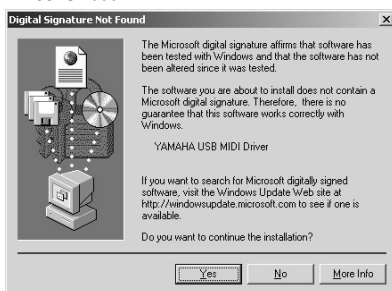 Digital Signature Not Found
The Microsoft digital signature affirms that software has
been tested with Windows and that the software has not
been altered since it was tested.
The software you are about to install does not contain a
Microsoft digital signature. Therefore, there is no
guarantee that this software works correctly with
Windows.
YAMAHA USB MIDI Driver
If you want to search for Microsoft digitally signed
software, visit the Windows Update Web site at
http://windowsupdate.microsoft.com to see if one is
available.
Do you want to continue the installation?
Yes No More Info